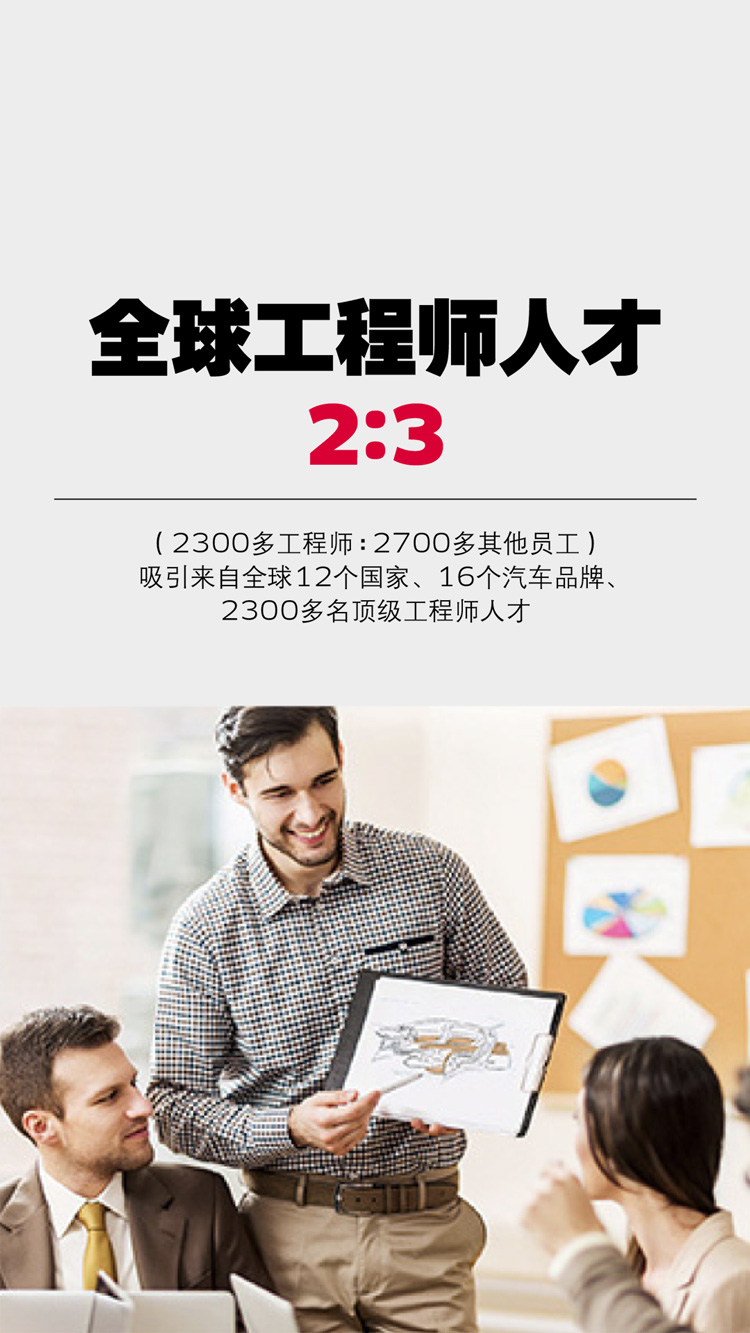 全球工程师人才
2:3
(2300多工程师:2700多其他员工)
吸引来自全球12个国家、16个汽车品牌、
2300多名顶级工程师人才